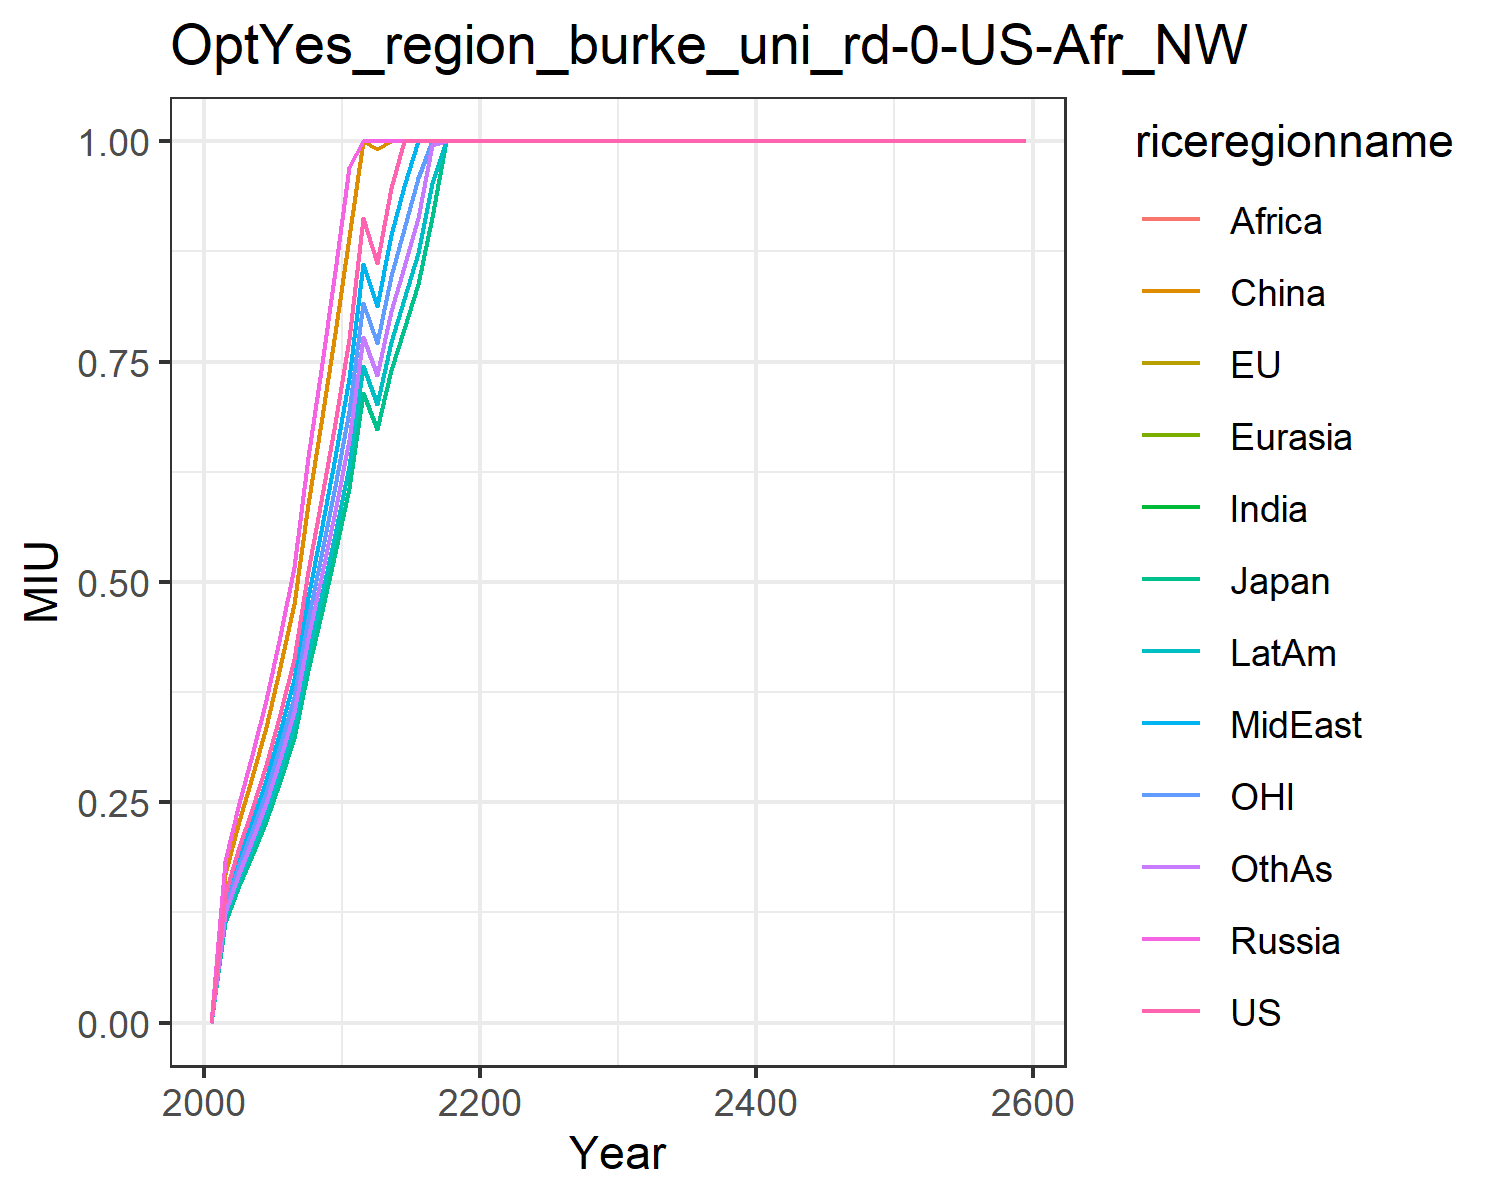 OptYes_region_burke_uni_rd-0-US-Afr_NW
1.00
0.75
0.50
0.25
0.00
MIU
2000 2200 2400 2600
Year
riceregionname
Africa
China
EU
Eurasia
India
Japan
LatAm
MidEast
OHI
OthAs
Russia
US